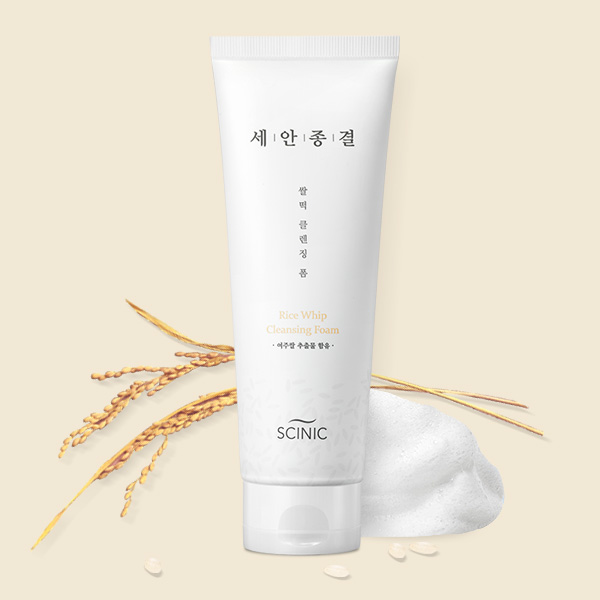 세|안|종|결
쌀떡 클렌징 폼
Rice Whip
Cleansing Foam
· 여주쌀 추출물 함유 ·
SCINIC